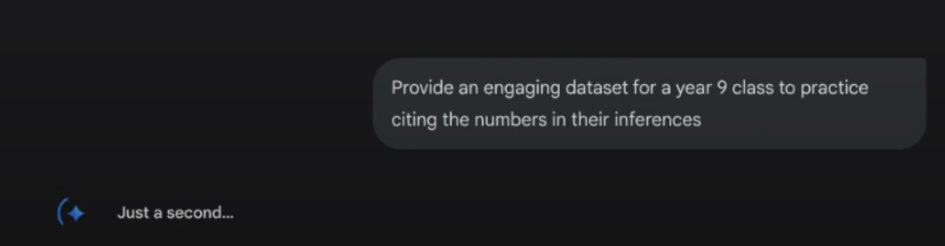 Provide an engaging dataset for a year 9 class to practice
citing the numbers in their inferences
Just a second...